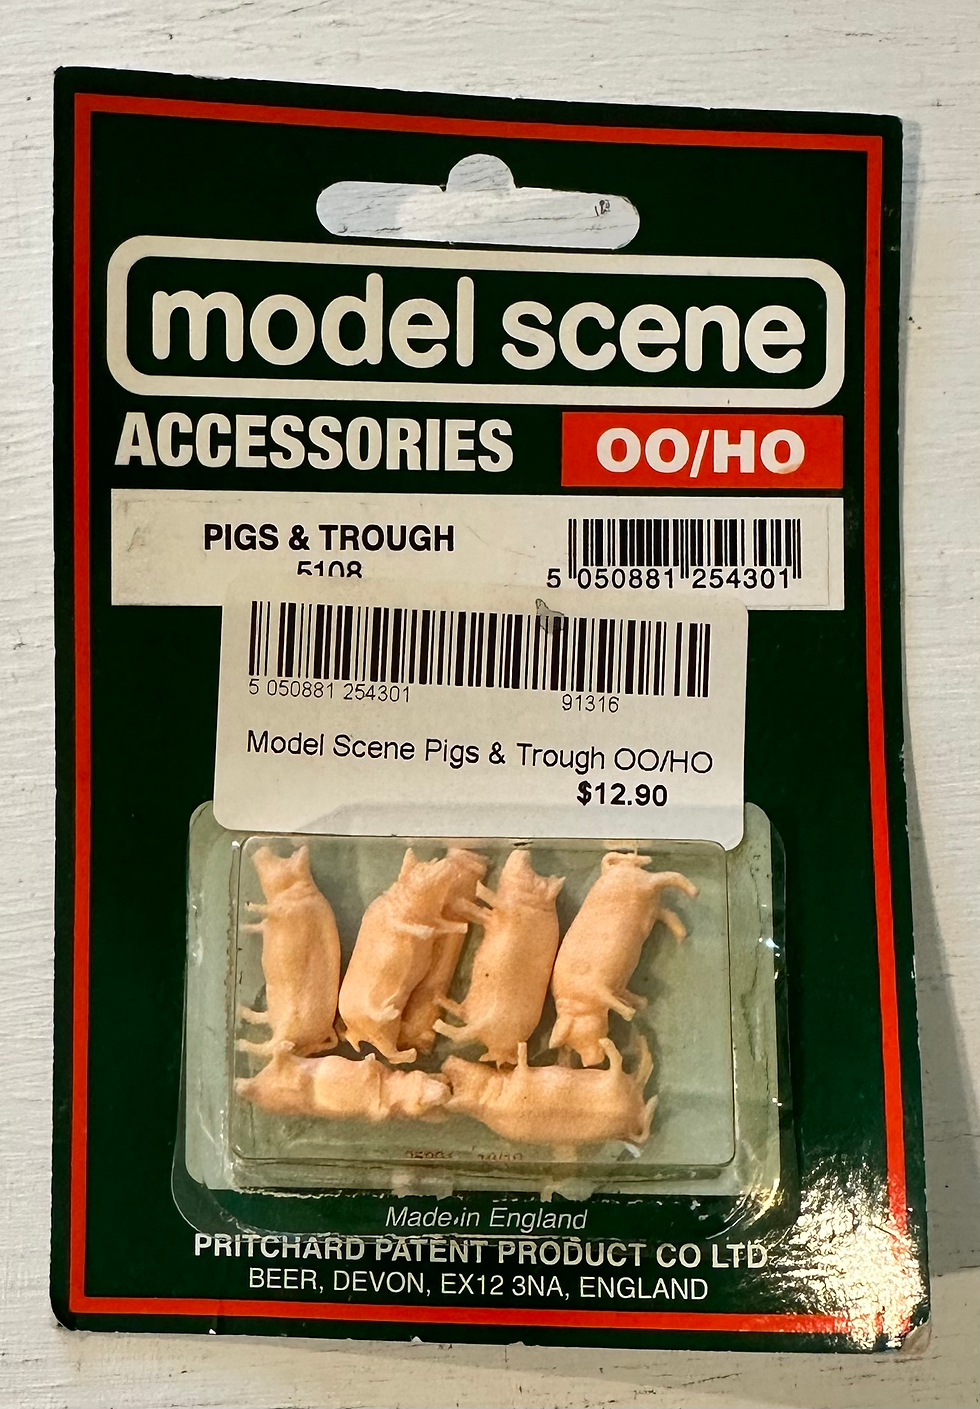 model scene
ACCESSORIES OO/HO
PIGS & TROUGH
5108
5 050881 254301
5 050881 254301
91316
Model Scene Pigs & Trough OO/HO
$12.90
Made in England
PRITCHARD PATENT PRODUCT CO LTD
BEER, DEVON, EX12 3NA, ENGLAND